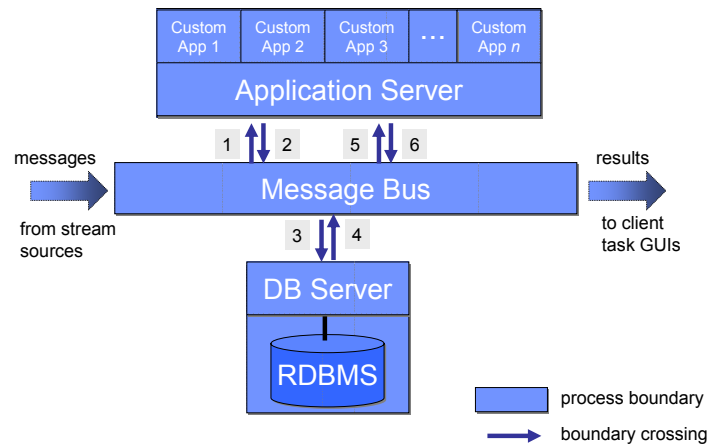 Custom
App 1
Custom
App 2
Custom
App 3
...
Custom
App n
Application Server
1
2
5
6
messages
results
Message Bus
from stream
sources
to client
task GUIs
3
4
DB Server
RDBMS
process boundary
boundary crossing